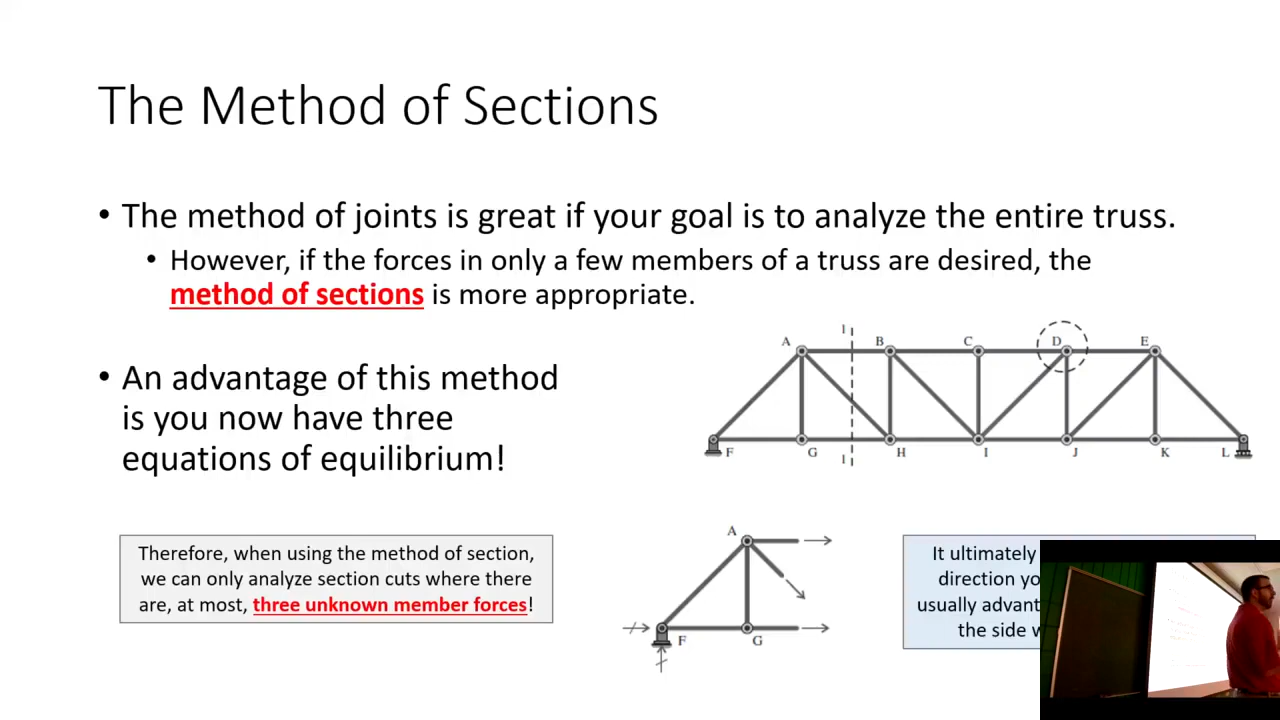 The Method of Sections
• The method of joints is great if your goal is to analyze the entire truss.
• However, if the forces in only a few members of a truss are desired, the
method of sections is more appropriate.
• An advantage of this method
is you now have three
equations of equilibrium!
1
A B C D E
F G H I J K L
1
Therefore, when using the method of section,
we can only analyze section cuts where there
are, at most, three unknown member forces!
A
F G
It ultimately
direction
usually
the side